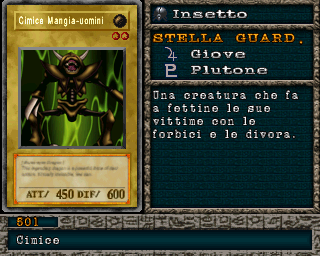 Cimice Mangia-uomini
ATT/ 450 DIF/ 600
Insetto
STELLA GUARD.
♃ Giove
♇ Plutone
Una creatura che fa
a fettine le sue
vittime con le
forbici e le divora.
501
Cimice